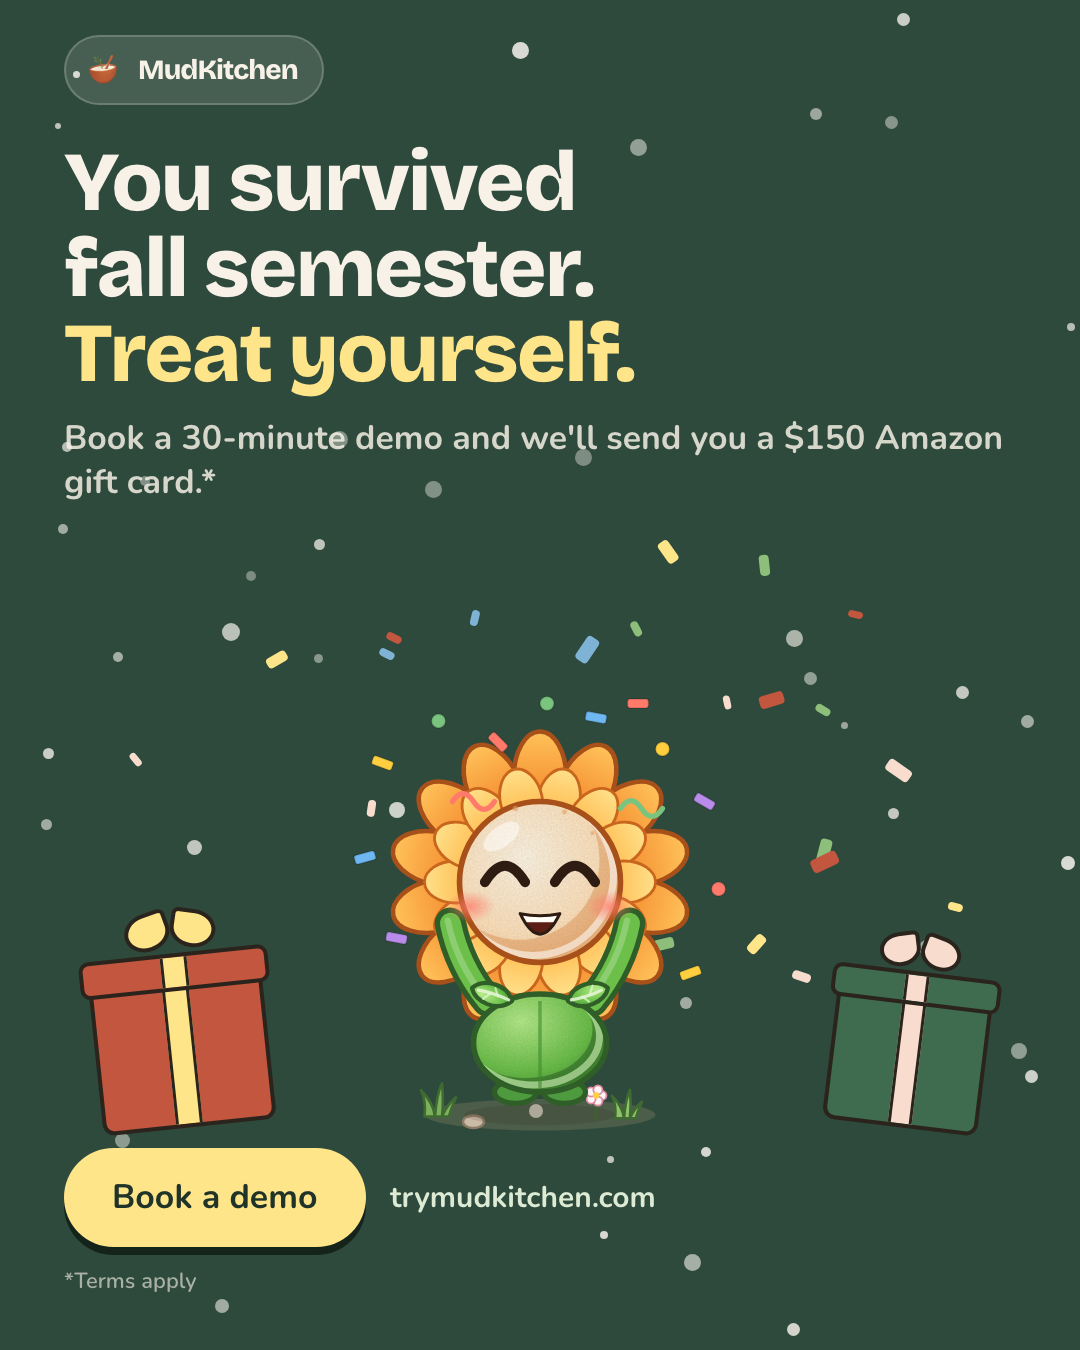 MudKitchen
You survived
fall semester.
Treat yourself.
Book a 30-minute demo and we'll send you a $150 Amazon
gift card.*
Book a demo
trymudkitchen.com
*Terms apply